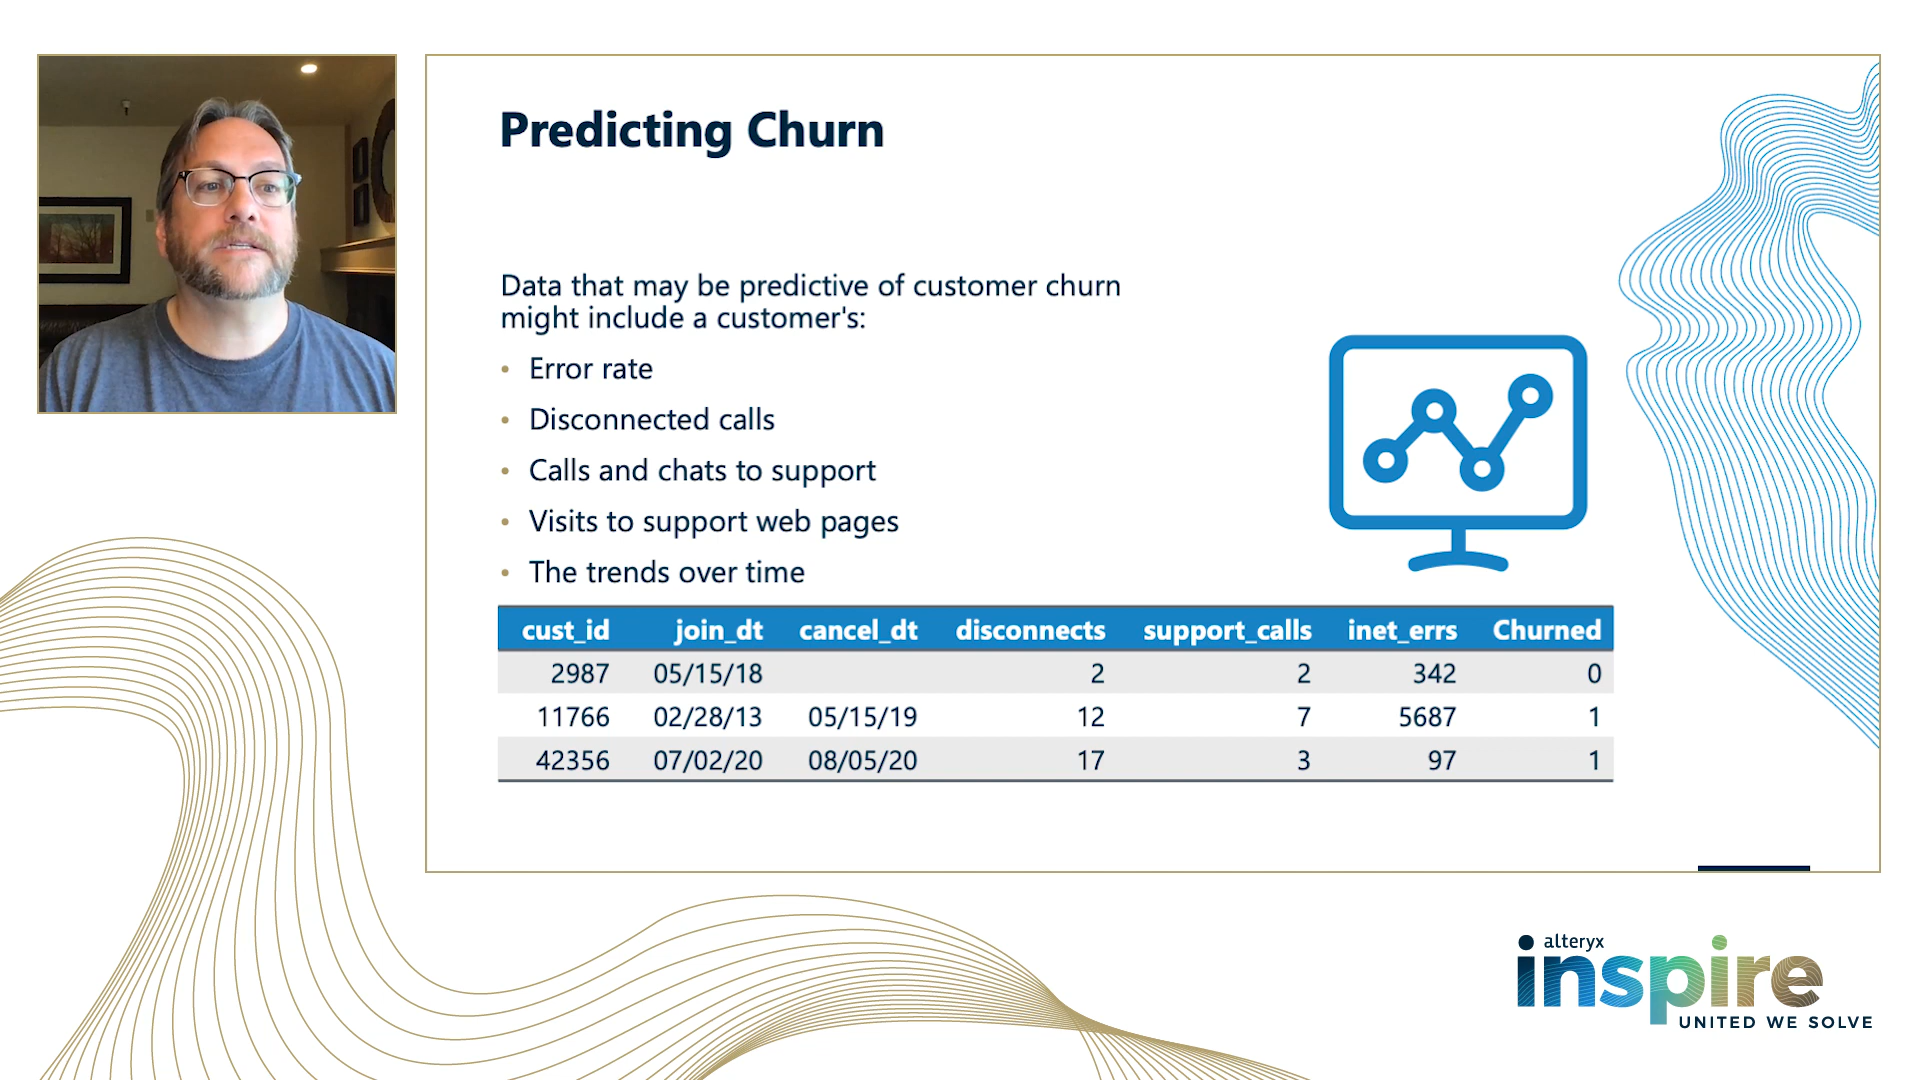 Predicting Churn
Data that may be predictive of customer churn
might include a customer's:
• Error rate
• Disconnected calls
• Calls and chats to support
• Visits to support web pages
• The trends over time
cust_id join_dt cancel_dt disconnects support_calls inet_errs Churned
2987 05/15/18 2 2 342 0
11766 02/28/13 05/15/19 12 7 5687 1
42356 07/02/20 08/05/20 17 3 97 1
alteryx
inspire
UNITED WE SOLVE